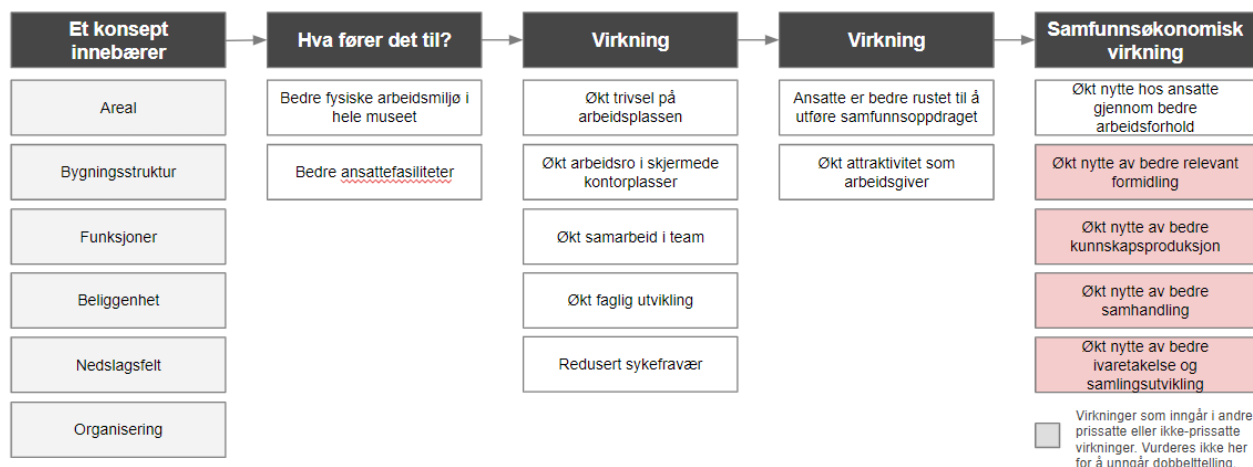 Et konsept
innebærer
Hva fører det til?
Virkning
Virkning
Samfunnsøkonomisk
virkning
Areal
Bygningsstruktur
Funksjoner
Beliggenhet
Nedslagsfelt
Organisering
Bedre fysiske arbeidsmiljø i
hele museet
Bedre ansattefasiliteter
Økt trivsel på
arbeidsplassen
Økt arbeidsro i skjermede
kontorplasser
Økt samarbeid i team
Økt faglig utvikling
Redusert sykefravær
Ansatte er bedre rustet til å
utføre samfunnsoppdraget
Økt attraktivitet som
arbeidsgiver
Økt nytte hos ansatte
gjennom bedre
arbeidsforhold
Økt nytte av bedre relevant
formidling
Økt nytte av bedre
kunnskapsproduksjon
Økt nytte av bedre
samhandling
Økt nytte av bedre
ivaretakelse og
samlingsutvikling
Virkninger som inngår i andre
prissatte eller ikke-prissatte
virkninger. Vurderes ikke her
for å unngår dobbelttelling.